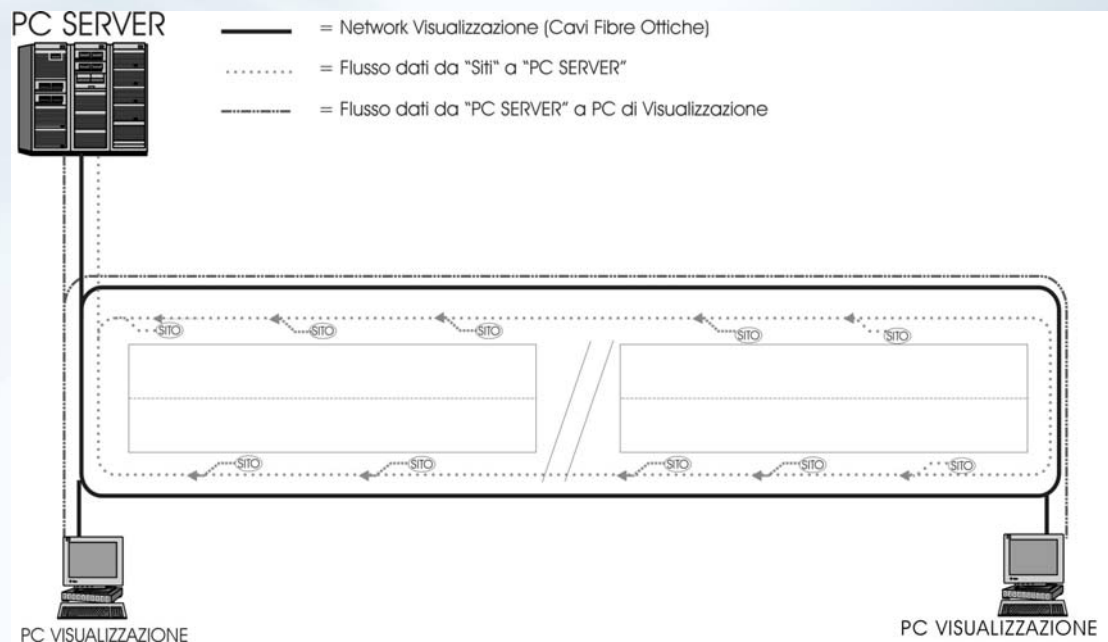 PC SERVER
= Network Visualizzazione (Cavi Fibre Ottiche)
= Flusso dati da "Siti" a "PC SERVER"
= Flusso dati da "PC SERVER" a PC di Visualizzazione
SITO
SITO
SITO
SITO
SITO
SITO
SITO
SITO
SITO
SITO
PC VISUALIZZAZIONE
PC VISUALIZZAZIONE